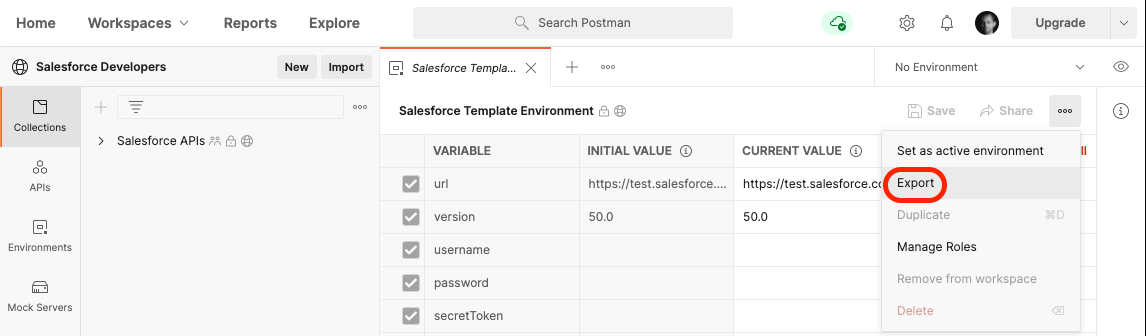 Home Workspaces Reports Explore Search Postman Upgrade
Salesforce Developers New Import Salesforce Templa... No Environment
Salesforce Template Environment Save Share
Collections
Salesforce APIs
VARIABLE INITIAL VALUE CURRENT VALUE
Set as active environment
url https://test.salesforce.... https://test.salesforce.co
Export
APIs
version 50.0 50.0
Duplicate ⌘D
Environments
username
Manage Roles
password
Remove from workspace
Mock Servers
secretToken
Delete